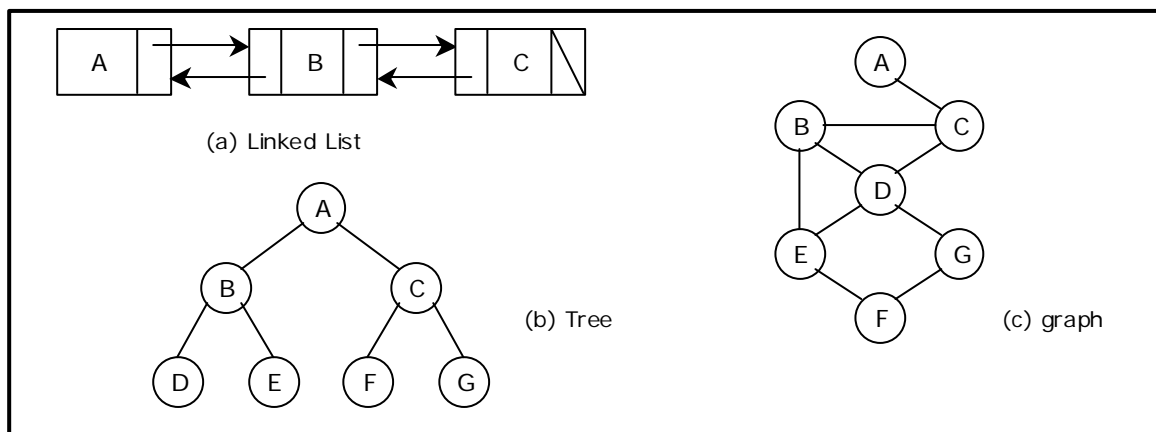 A B C
(a) Linked List
A
B C
D E F G
(b) Tree
A
B C
D
E G
F
(c) graph